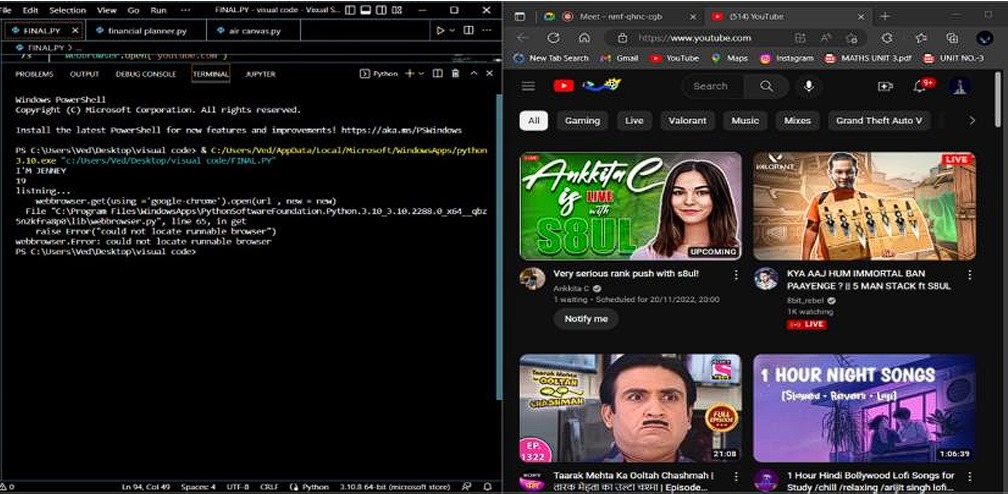 File Edit Selection View Go Run ... FINAL.PY - visual code - Visual S...
FINAL.PY financial planner.py air canvas.py
FINAL.PY > ...
73 webbrowser.open('youtube.com')
PROBLEMS OUTPUT DEBUG CONSOLE TERMINAL JUPYTER Python
Windows PowerShell
Copyright (C) Microsoft Corporation. All rights reserved.
Install the latest PowerShell for new features and improvements! https://aka.ms/PSWindows
PS C:\Users\Ved\Desktop\visual code> & C:/Users/Ved/AppData/Local/Microsoft/WindowsApps/python
3.10.exe "c:/Users/Ved/Desktop/visual code/FINAL.PY"
I'M JENNEY
19
listning...
webbrowser.get(using ='google-chrome').open(url , new = new)
File "C:\Program Files\WindowsApps\PythonSoftwareFoundation.Python.3.10_3.10.2288.0_x64__qbz
5n2kfra8p0\lib\webbrowser.py", line 65, in get
raise Error("could not locate runnable browser")
webbrowser.Error: could not locate runnable browser
PS C:\Users\Ved\Desktop\visual code>
0 Ln 94, Col 49 Spaces: 4 UTF-8 CRLF Python 3.10.8 64-bit (microsoft store)
Meet – nmf-qhnc-cgb (514) YouTube
https://www.youtube.com
New Tab Search Gmail YouTube Maps Instagram MATHS UNIT 3.pdf UNIT NO.-3
Search 9+
All Gaming Live Valorant Music Mixes Grand Theft Auto V
Ankkita C
is LIVE
with
S8UL
UPCOMING
VALORANT
LIVE
Very serious rank push with s8ul!
Ankkita C
1 waiting • Scheduled for 20/11/2022, 20:00
Notify me
KYA AAJ HUM IMMORTAL BAN
PAAYENGE ? || 5 MAN STACK ft S8UL
8bit_rebel
1K watching
LIVE
Taarak Mehta
Ka OOLTAH
CHASHMAH
SONY
FULL
EPISODE
EP.
1322
21:08
1 HOUR NIGHT SONGS
[Slowed + Reverb + Lofi]
1:06:39
Taarak Mehta Ka Ooltah Chashmah |
तारक मेहता का उल्टा चश्मा | Episode...
1 Hour Hindi Bollywood Lofi Songs for
Study /chill /relaxing /arijit singh lofi...